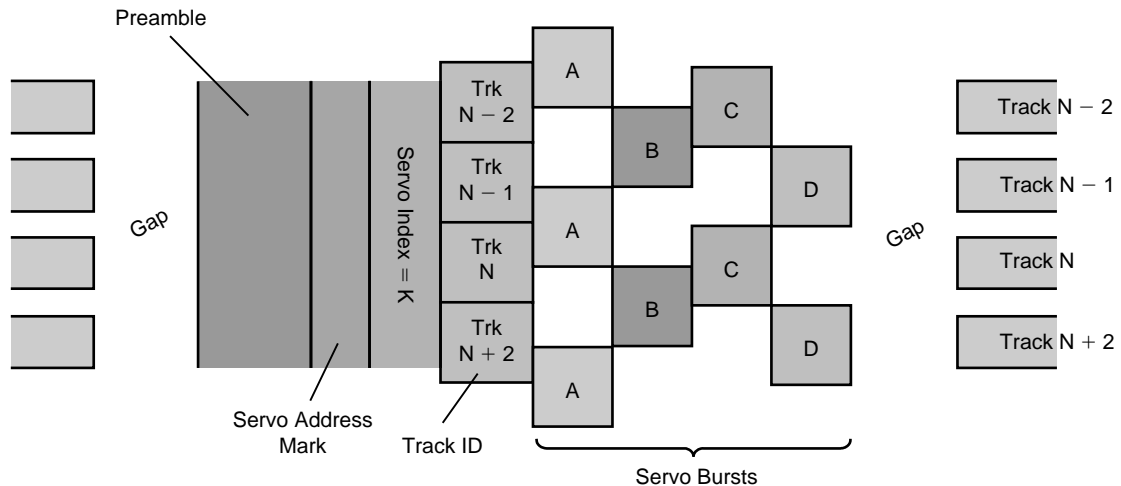 Preamble
Trk
N − 2
Trk
N − 1
Trk
N
Trk
N + 2
Servo Index = K
Gap
A
A
A
B
B
C
C
D
D
Gap
Track N − 2
Track N − 1
Track N
Track N + 2
Servo Address
Mark
Track ID
Servo Bursts